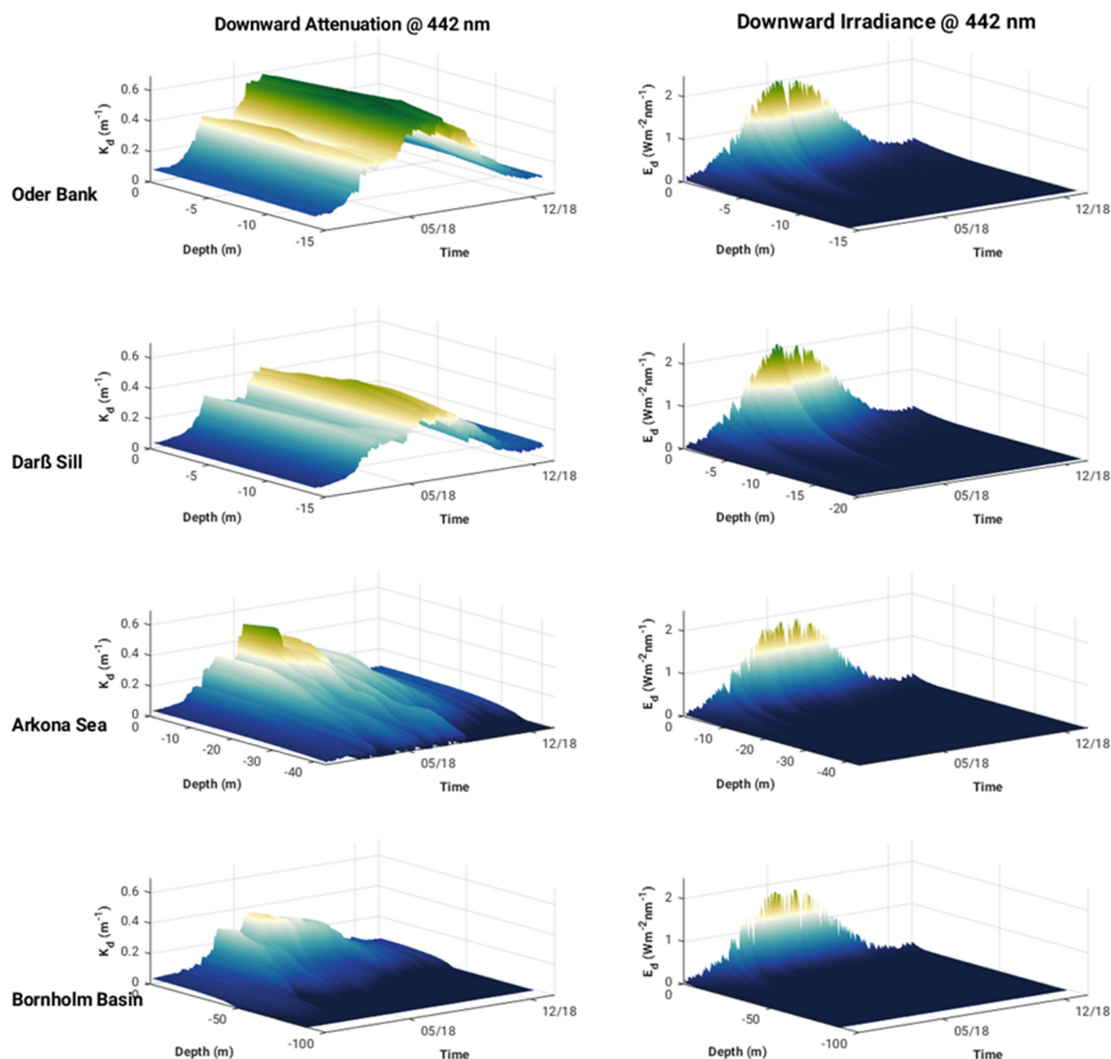 Downward Attenuation @ 442 nm
Downward Irradiance @ 442 nm
Oder Bank
K_d (m⁻¹)
0.6
0.4
0.2
0
0
-5
-10
-15
Depth (m)
05/18
12/18
Time
E_d (Wm⁻²nm⁻¹)
2
1
0
0
-5
-10
-15
Depth (m)
05/18
12/18
Time
Darß Sill
K_d (m⁻¹)
0.6
0.4
0.2
0
0
-5
-10
-15
Depth (m)
05/18
12/18
Time
E_d (Wm⁻²nm⁻¹)
2
1
0
0
-5
-10
-15
-20
Depth (m)
05/18
12/18
Time
Arkona Sea
K_d (m⁻¹)
0.6
0.4
0.2
0
0
-10
-20
-30
-40
Depth (m)
05/18
12/18
Time
E_d (Wm⁻²nm⁻¹)
2
1
0
0
-10
-20
-30
-40
Depth (m)
05/18
12/18
Time
Bornholm Basin
K_d (m⁻¹)
0.6
0.4
0.2
0
0
-50
-100
Depth (m)
05/18
12/18
Time
E_d (Wm⁻²nm⁻¹)
2
1
0
0
-50
-100
Depth (m)
05/18
12/18
Time